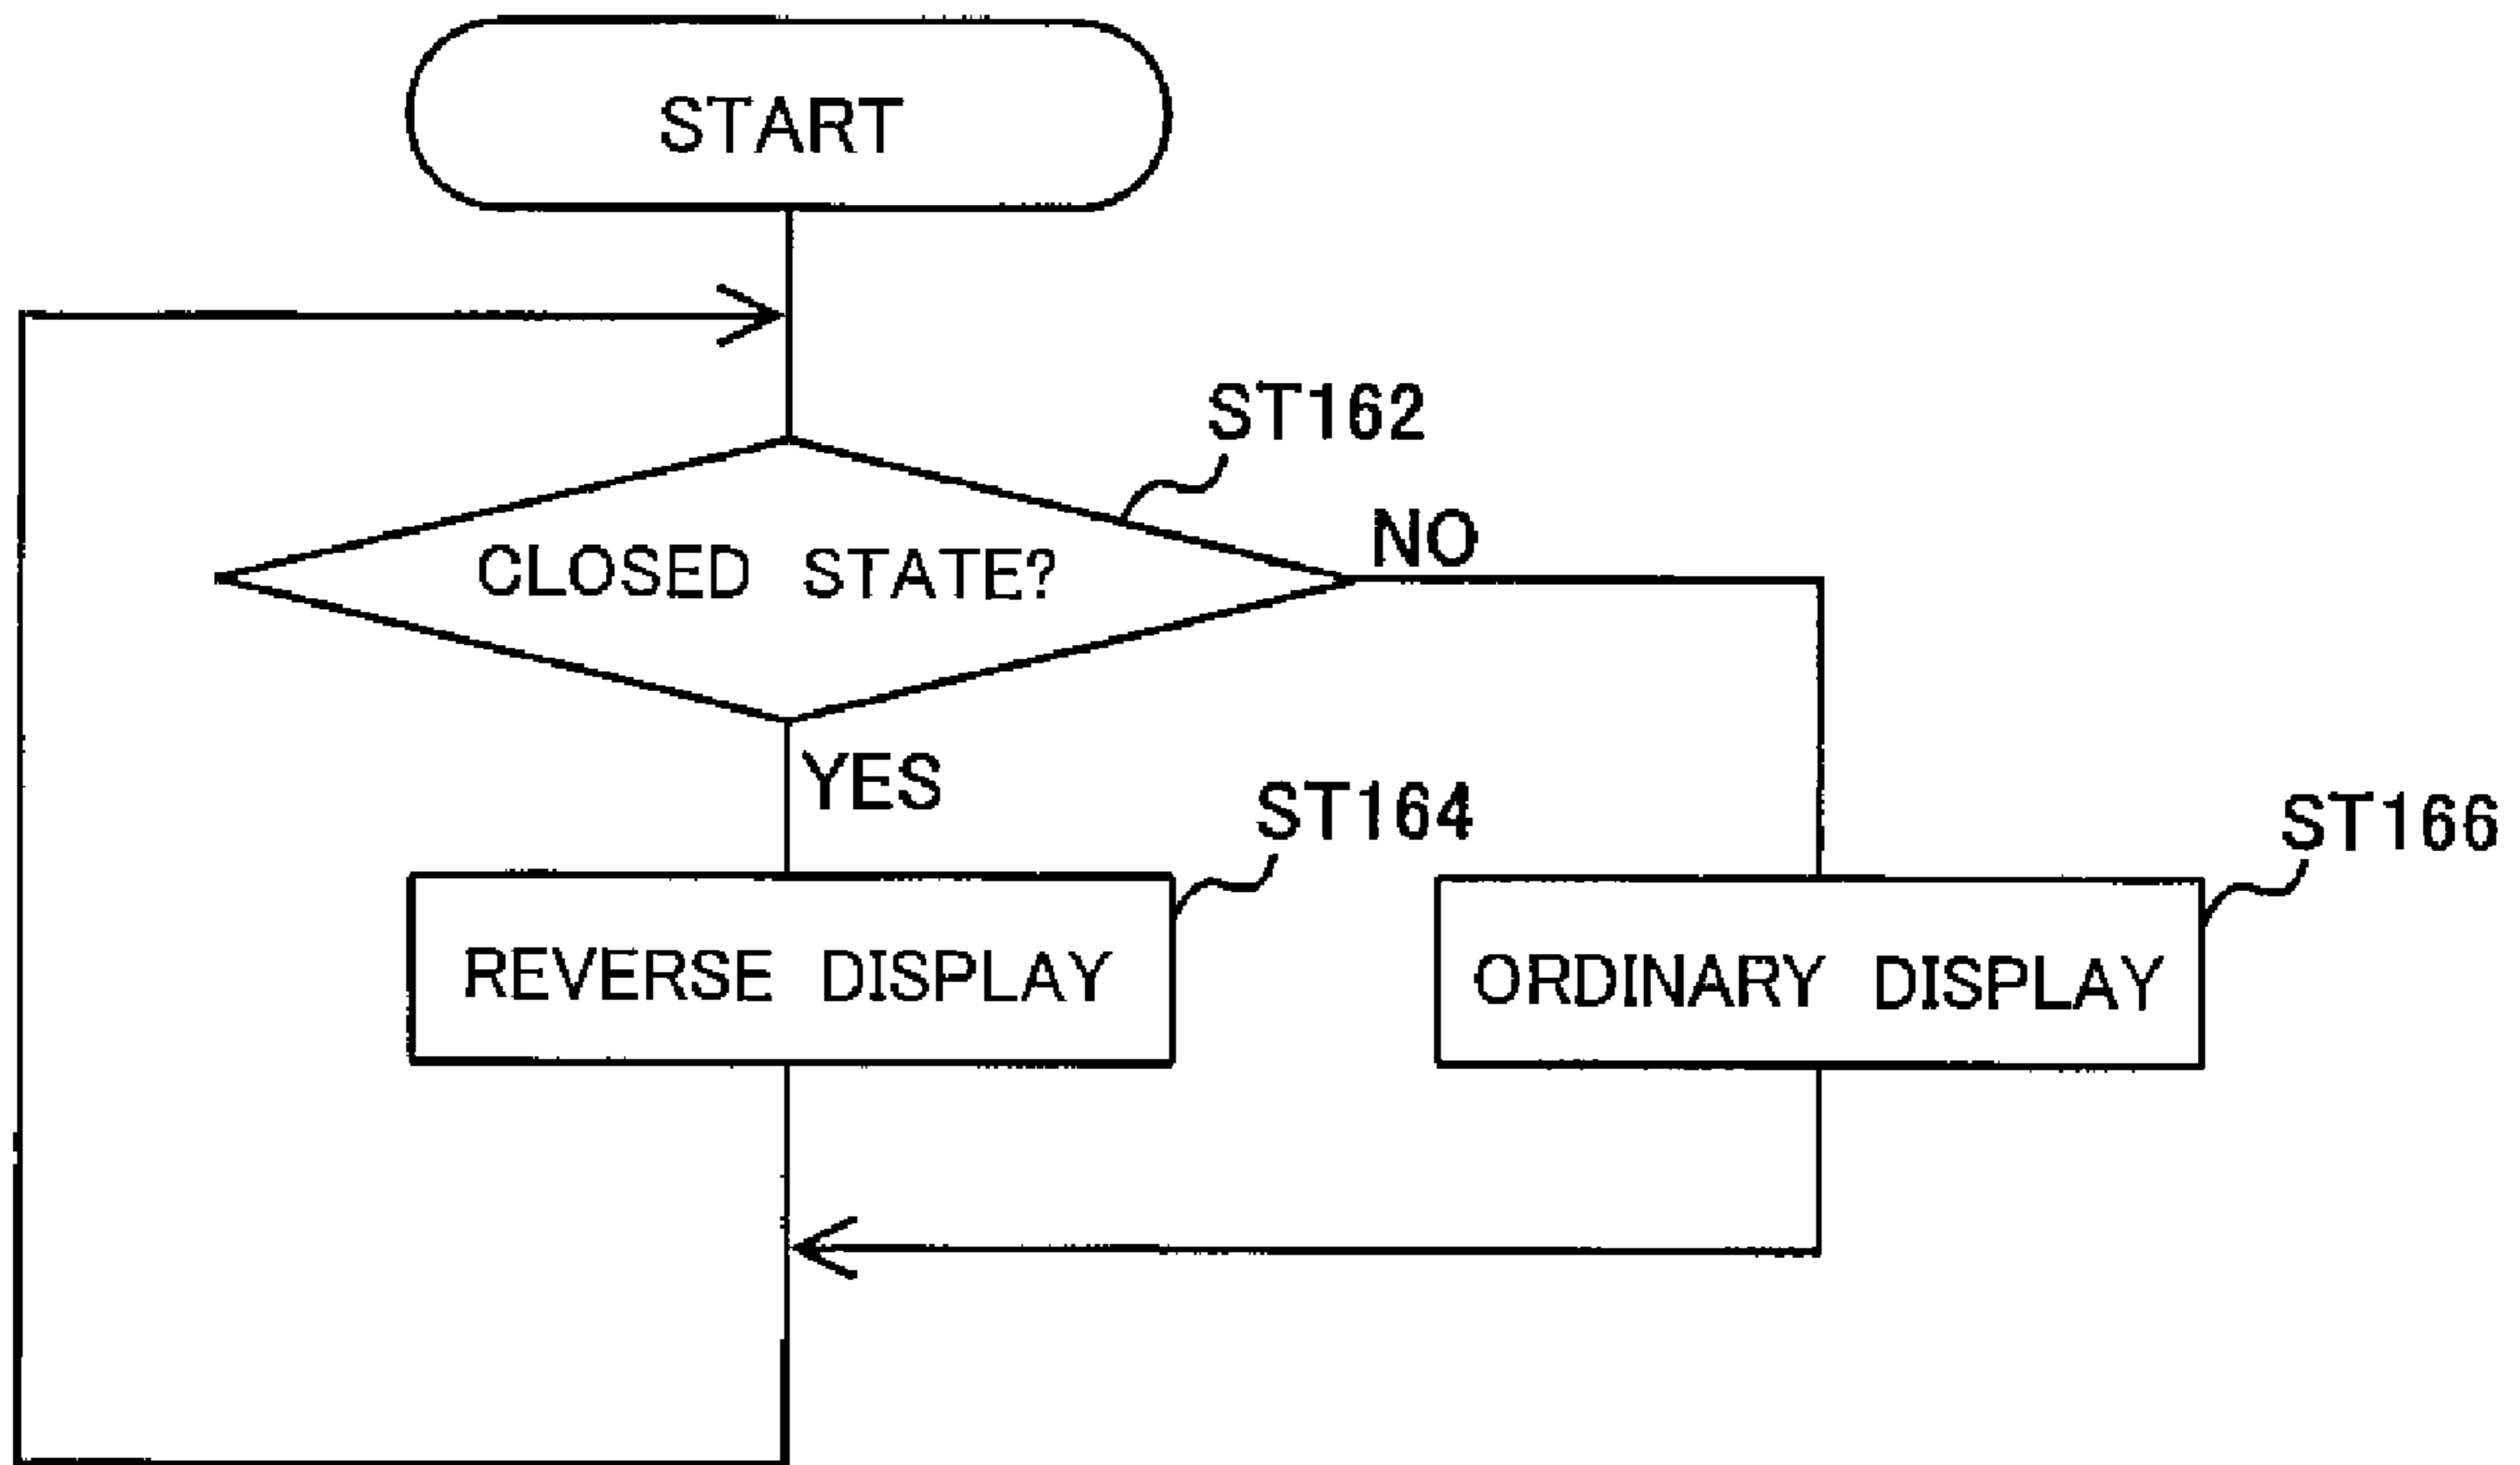 START
ST162
CLOSED STATE?
NO
YES
ST164
ST166
REVERSE DISPLAY
ORDINARY DISPLAY